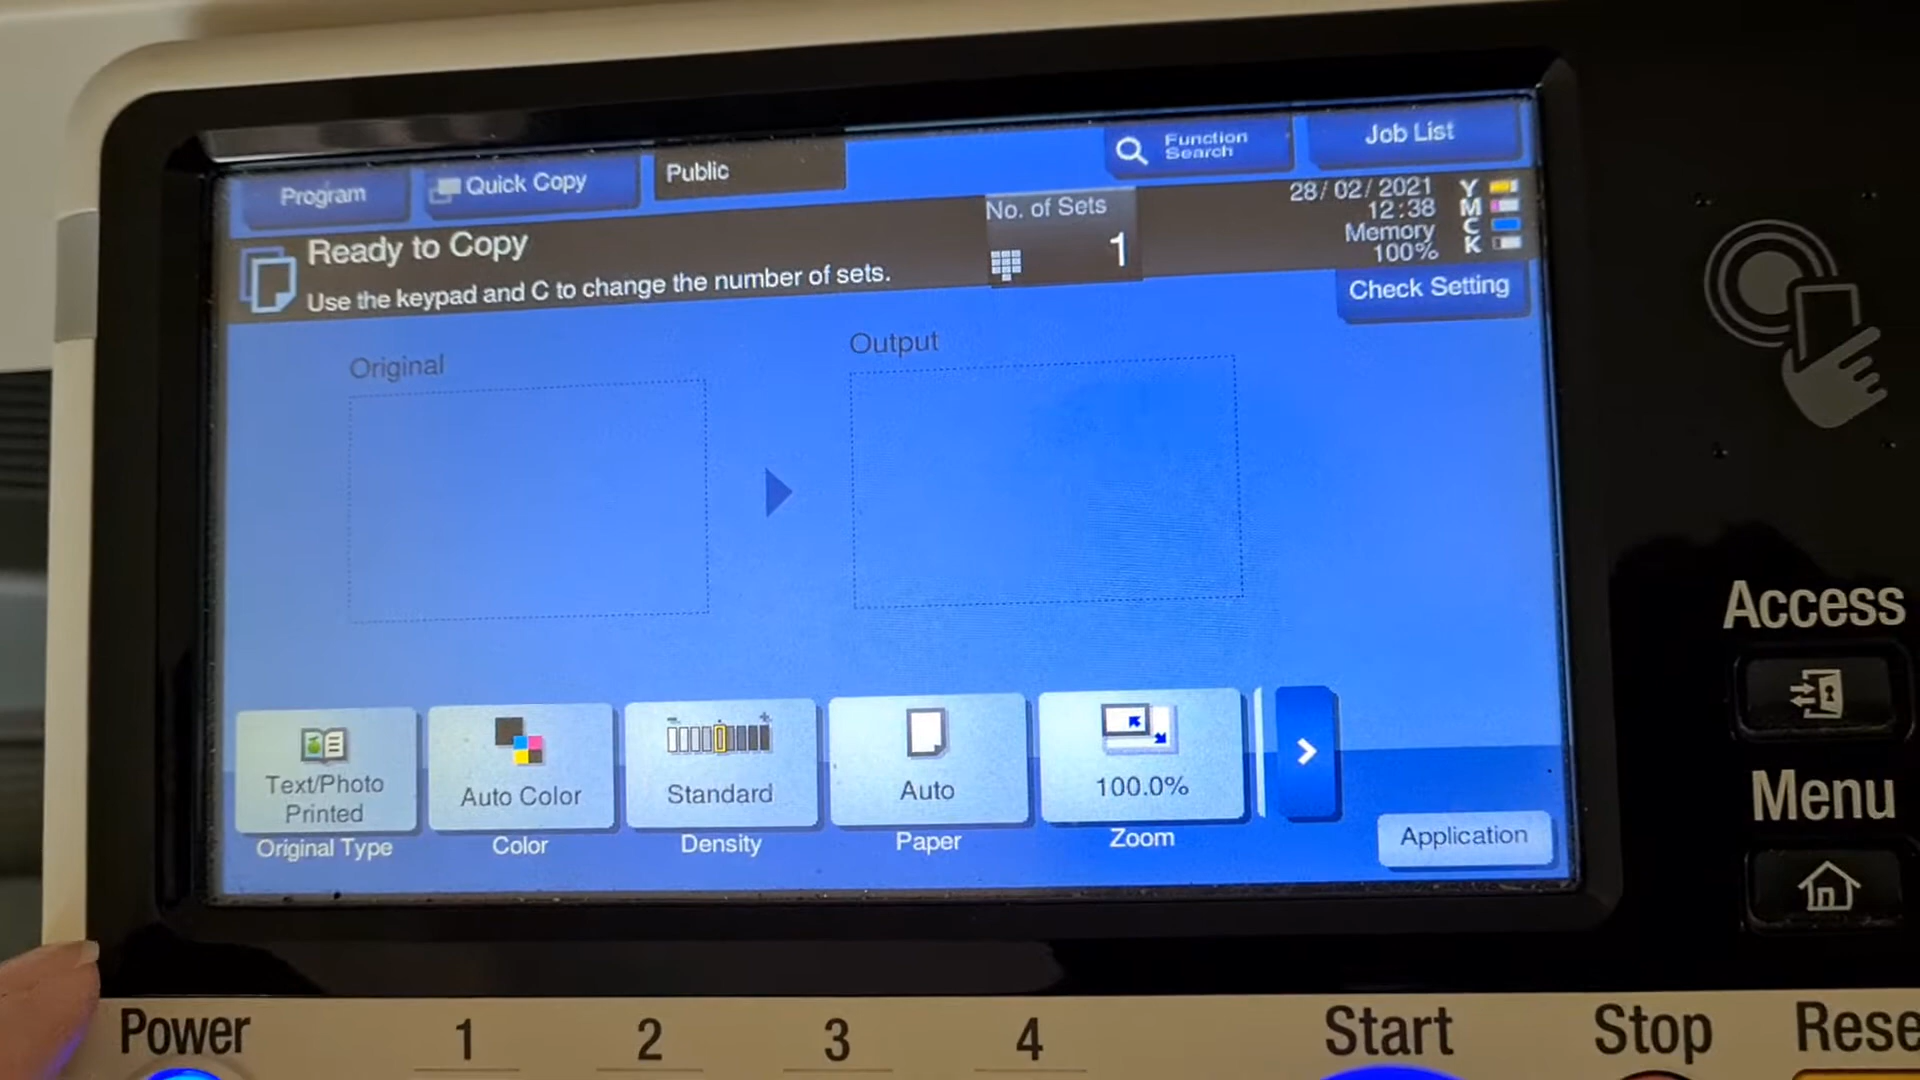 Program
Quick Copy
Public
Function
Search
Job List
Ready to Copy
Use the keypad and C to change the number of sets.
No. of Sets
1
28/02/2021
12:38
Memory
100%
Y
M
C
K
Check Setting
Original
Output
Text/Photo
Printed
Original Type
Auto Color
Color
Standard
Density
Auto
Paper
100.0%
Zoom
Application
Access
Menu
Power
1
2
3
4
Start
Stop
Rese